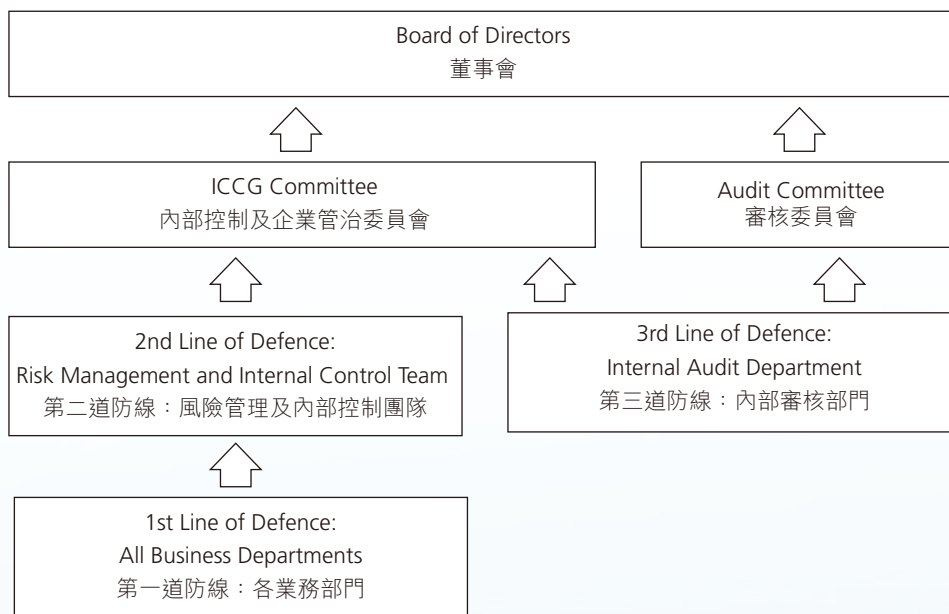 Board of Directors
董事會
ICCG Committee
內部控制及企業管治委員會
Audit Committee
審核委員會
2nd Line of Defence:
Risk Management and Internal Control Team
第二道防線：風險管理及內部控制團隊
3rd Line of Defence:
Internal Audit Department
第三道防線：內部審核部門
1st Line of Defence:
All Business Departments
第一道防線：各業務部門